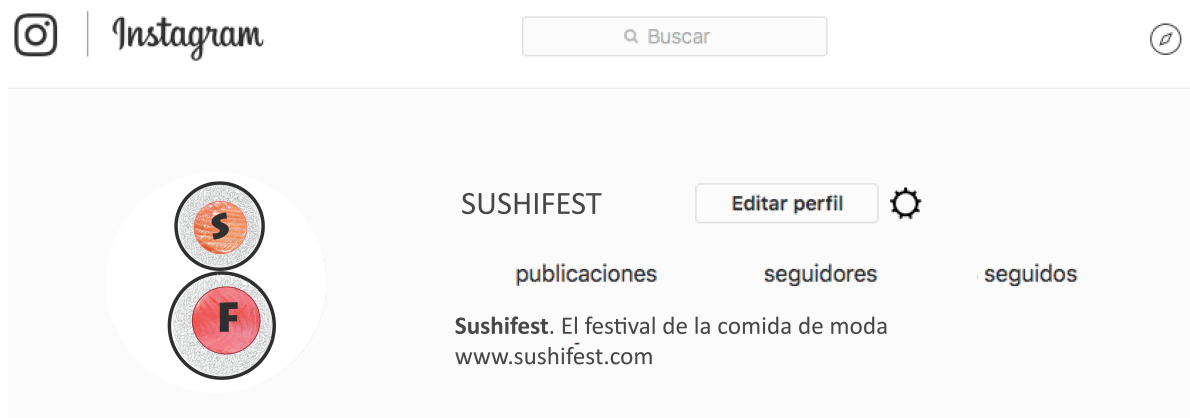 Instagram
Buscar
SUSHIFEST
Editar perfil
S
F
publicaciones seguidores seguidos
Sushifest. El festival de la comida de moda
www.sushifest.com